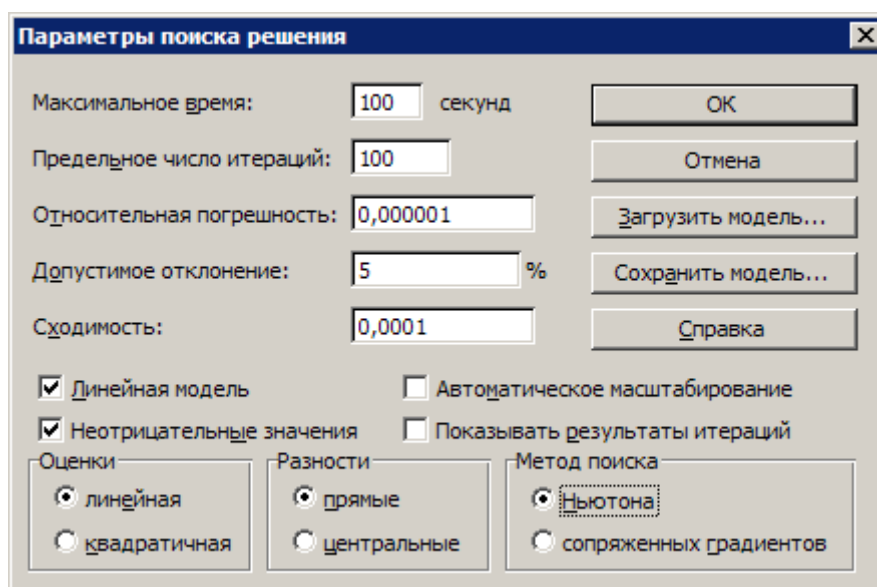 Параметры поиска решения
Максимальное время: 100 секунд OK
Предельное число итераций: 100 Отмена
Относительная погрешность: 0,000001 Загрузить модель...
Допустимое отклонение: 5 % Сохранить модель...
Сходимость: 0,0001 Справка
Линейная модель Автоматическое масштабирование
Неотрицательные значения Показывать результаты итераций
Оценки Разности Метод поиска
линейная прямые Ньютона
квадратичная центральные сопряженных градиентов